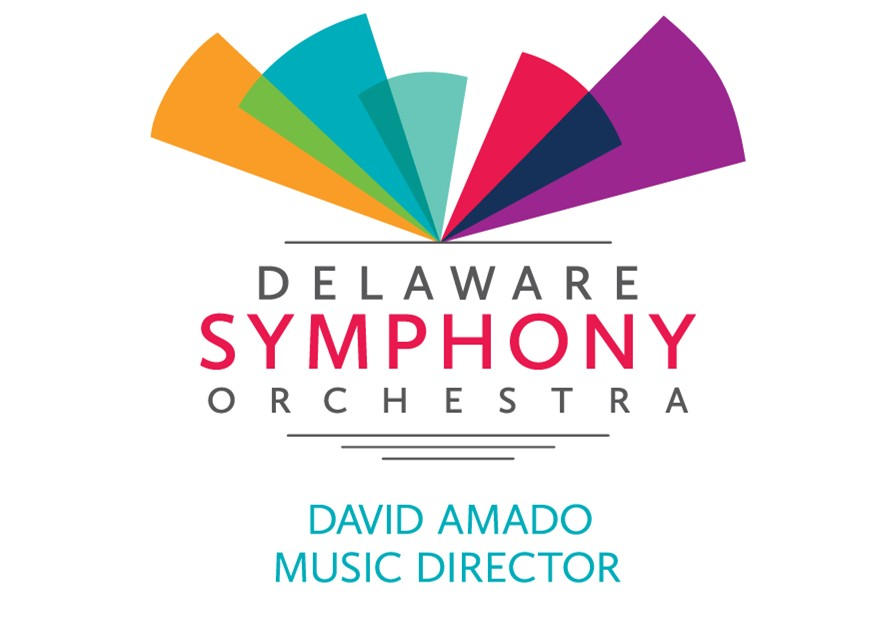 DELAWARE
SYMPHONY
ORCHESTRA
DAVID AMADO
MUSIC DIRECTOR